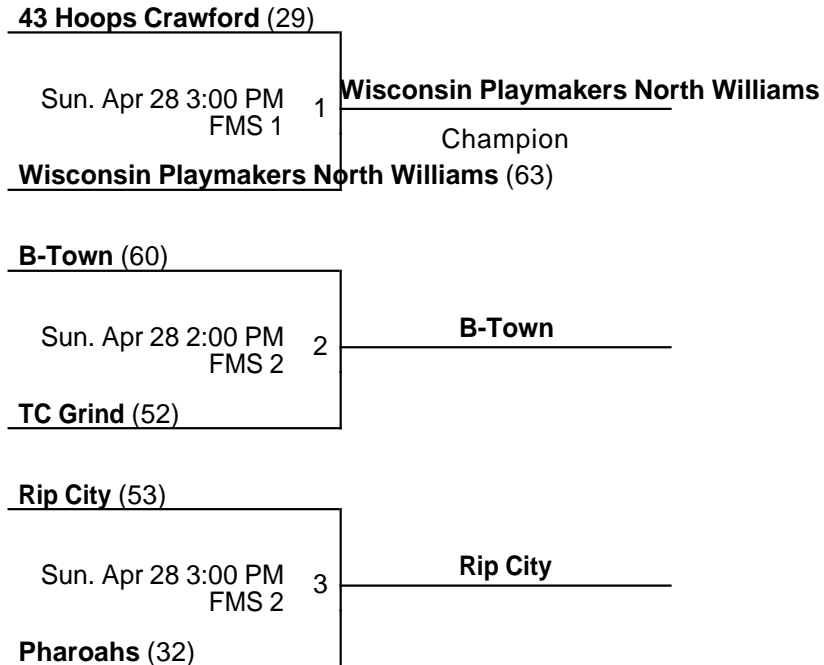 43 Hoops Crawford (29)
Sun. Apr 28 3:00 PM
FMS 1
1
Wisconsin Playmakers North Williams
Champion
Wisconsin Playmakers North Williams (63)
B-Town (60)
Sun. Apr 28 2:00 PM
FMS 2
2
B-Town
TC Grind (52)
Rip City (53)
Sun. Apr 28 3:00 PM
FMS 2
3
Rip City
Pharoahs (32)